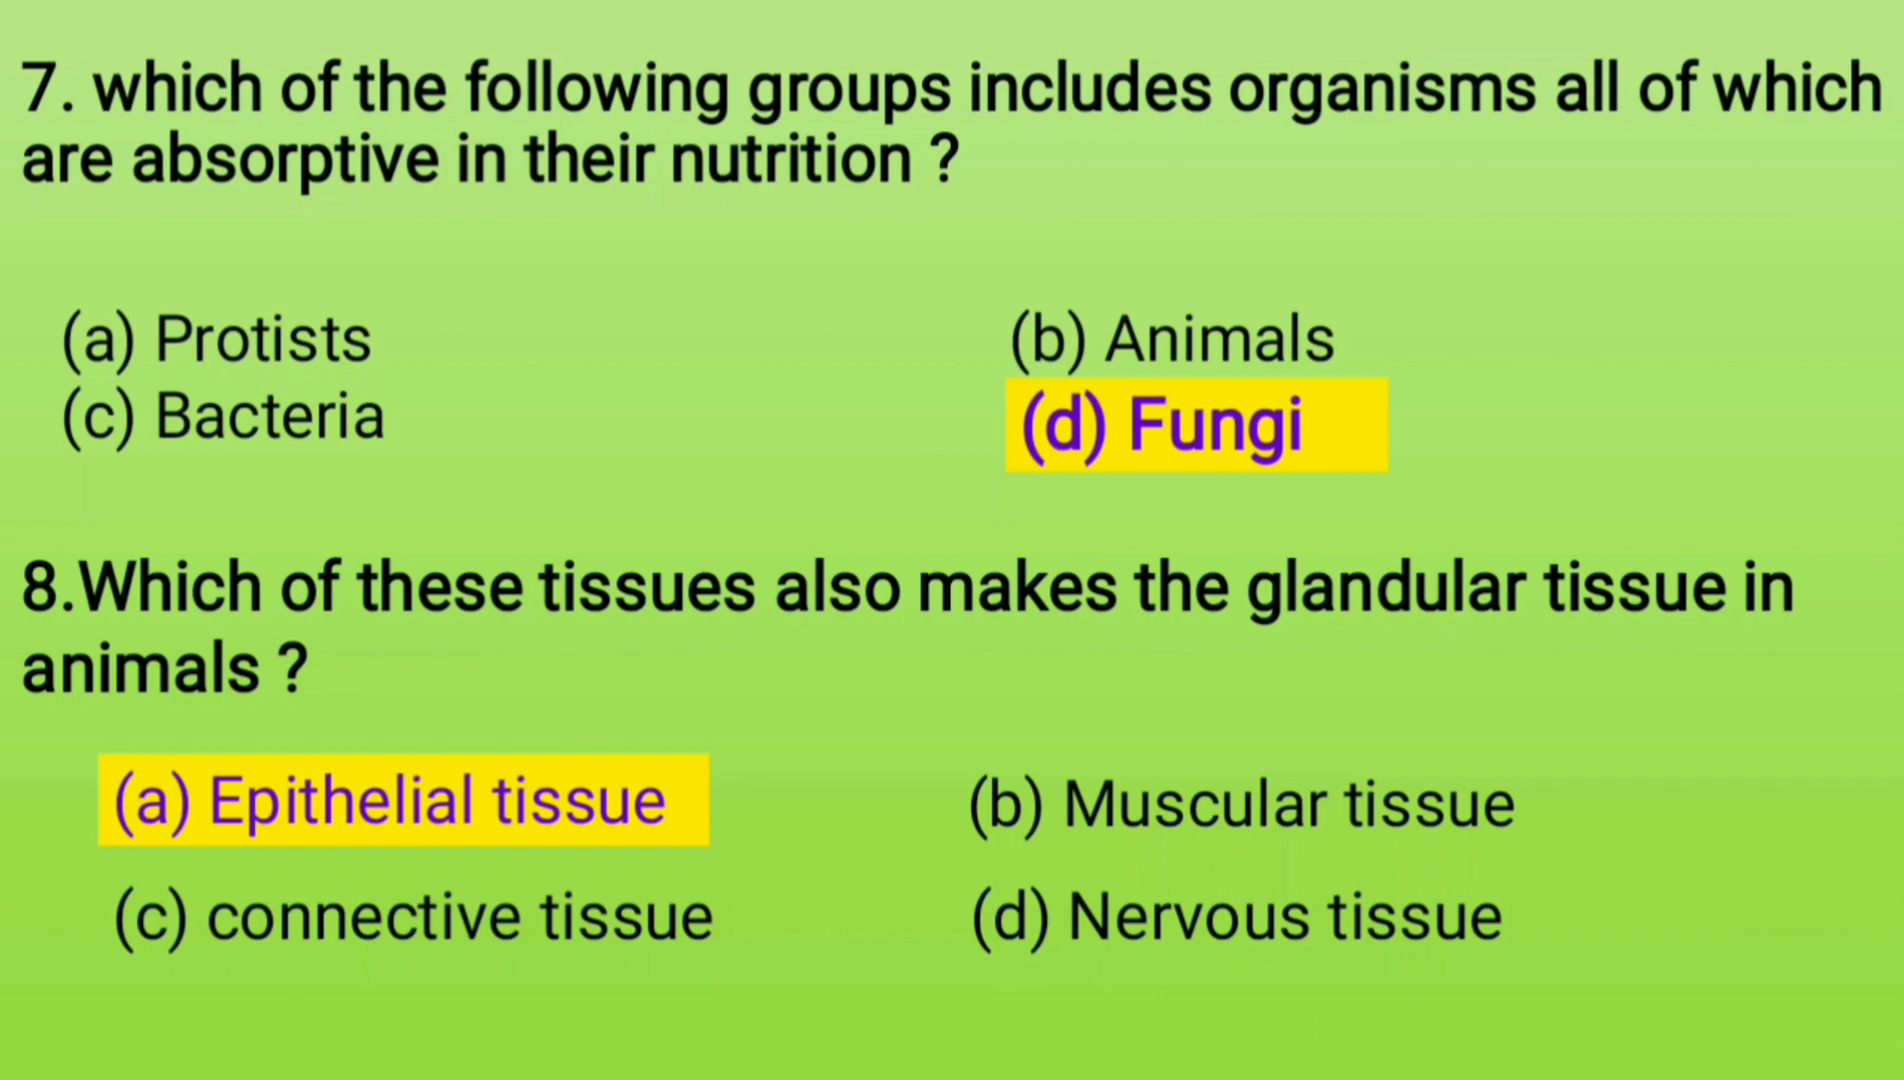 7. which of the following groups includes organisms all of which
are absorptive in their nutrition ?
(a) Protists (b) Animals
(c) Bacteria (d) Fungi
8.Which of these tissues also makes the glandular tissue in
animals ?
(a) Epithelial tissue (b) Muscular tissue
(c) connective tissue (d) Nervous tissue